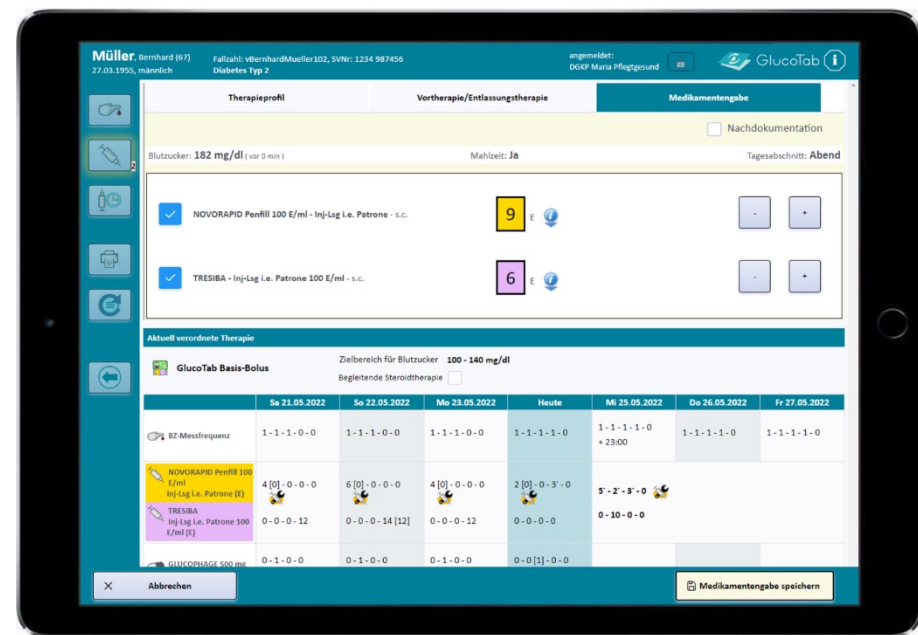 Müller, Bernhard (67)
27.03.1955, männlich
Fallzahl: vBernhardMueller102, SVNr: 1234 987456
Diabetes Typ 2
angemeldet:
DGKP Maria Pflegtgesund
GlucoTab i
Therapieprofil Vortherapie/Entlassungstherapie Medikamentengabe
Nachdokumentation
Blutzucker: 182 mg/dl ( vor 0 min ) Mahlzeit: Ja Tagesabschnitt: Abend
2
NOVORAPID Penfill 100 E/ml - Inj-Lsg i.e. Patrone - s.c. 9 E - +
TRESIBA - Inj-Lsg i.e. Patrone 100 E/ml - s.c. 6 E - +
Aktuell verordnete Therapie
GlucoTab Basis-Bolus
Zielbereich für Blutzucker 100 - 140 mg/dl
Begleitende Steroidtherapie
Sa 21.05.2022 So 22.05.2022 Mo 23.05.2022 Heute Mi 25.05.2022 Do 26.05.2022 Fr 27.05.2022
BZ-Messfrequenz 1 - 1 - 1 - 0 - 0 1 - 1 - 1 - 0 - 0 1 - 1 - 1 - 0 - 0 1 - 1 - 1 - 1 - 0 1 - 1 - 1 - 1 - 0 1 - 1 - 1 - 1 - 0 1 - 1 - 1 - 1 - 0
+ 23:00
NOVORAPID Penfill 100
E/ml
Inj-Lsg i.e. Patrone (E)
4 [0] - 0 - 0 - 0 6 [0] - 0 - 0 - 0 4 [0] - 0 - 0 - 0 2 [0] - 0 - 3' - 0 5' - 2' - 3' - 0
TRESIBA
Inj-Lsg i.e. Patrone 100
E/ml (E)
0 - 0 - 0 - 12 0 - 0 - 0 - 14 [12] 0 - 0 - 0 - 12 0 - 0 - 0 - 0 0 - 10 - 0 - 0
GLUCOPHAGE 500 mg 0 - 1 - 0 - 0 0 - 1 - 0 - 0 0 - 1 - 0 - 0 0 - 0 [1] - 0 - 0
× Abbrechen
Medikamentengabe speichern